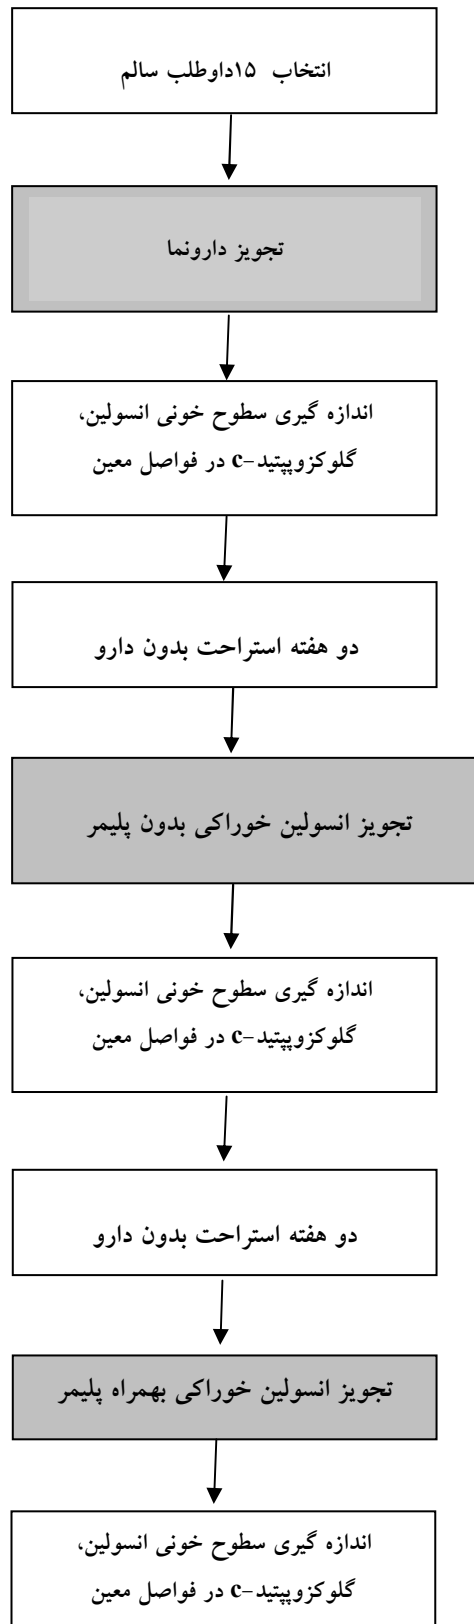 انتخاب ۱۵داوطلب سالم
تجویز دارونما
اندازه گیری سطوح خونی انسولین،
گلوکزوپپتید-c در فواصل معین
دو هفته استراحت بدون دارو
تجویز انسولین خوراکی بدون پلیمر
اندازه گیری سطوح خونی انسولین،
گلوکزوپپتید-c در فواصل معین
دو هفته استراحت بدون دارو
تجویز انسولین خوراکی بهمراه پلیمر
اندازه گیری سطوح خونی انسولین،
گلوکزوپپتید-c در فواصل معین